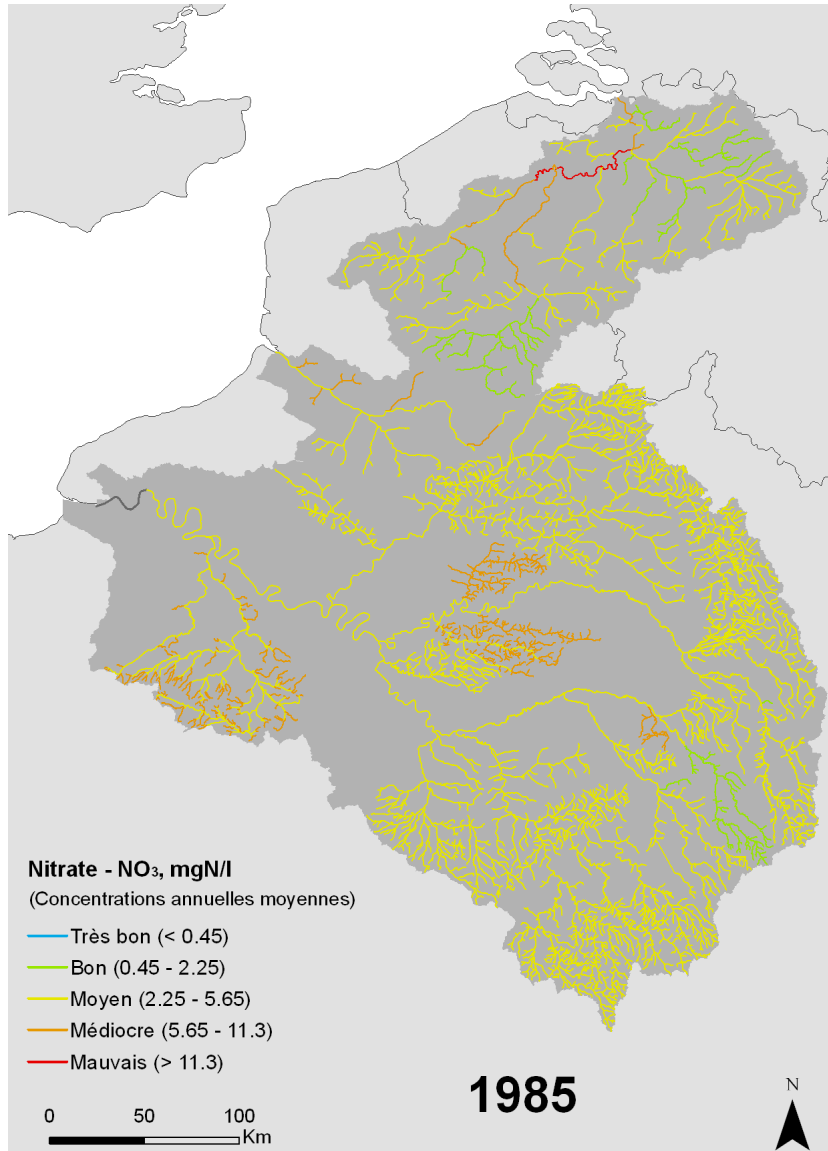 Nitrate - NO₃, mgN/l
(Concentrations annuelles moyennes)
Très bon (< 0.45)
Bon (0.45 - 2.25)
Moyen (2.25 - 5.65)
Médiocre (5.65 - 11.3)
Mauvais (> 11.3)
1985
N
0 50 100
Km